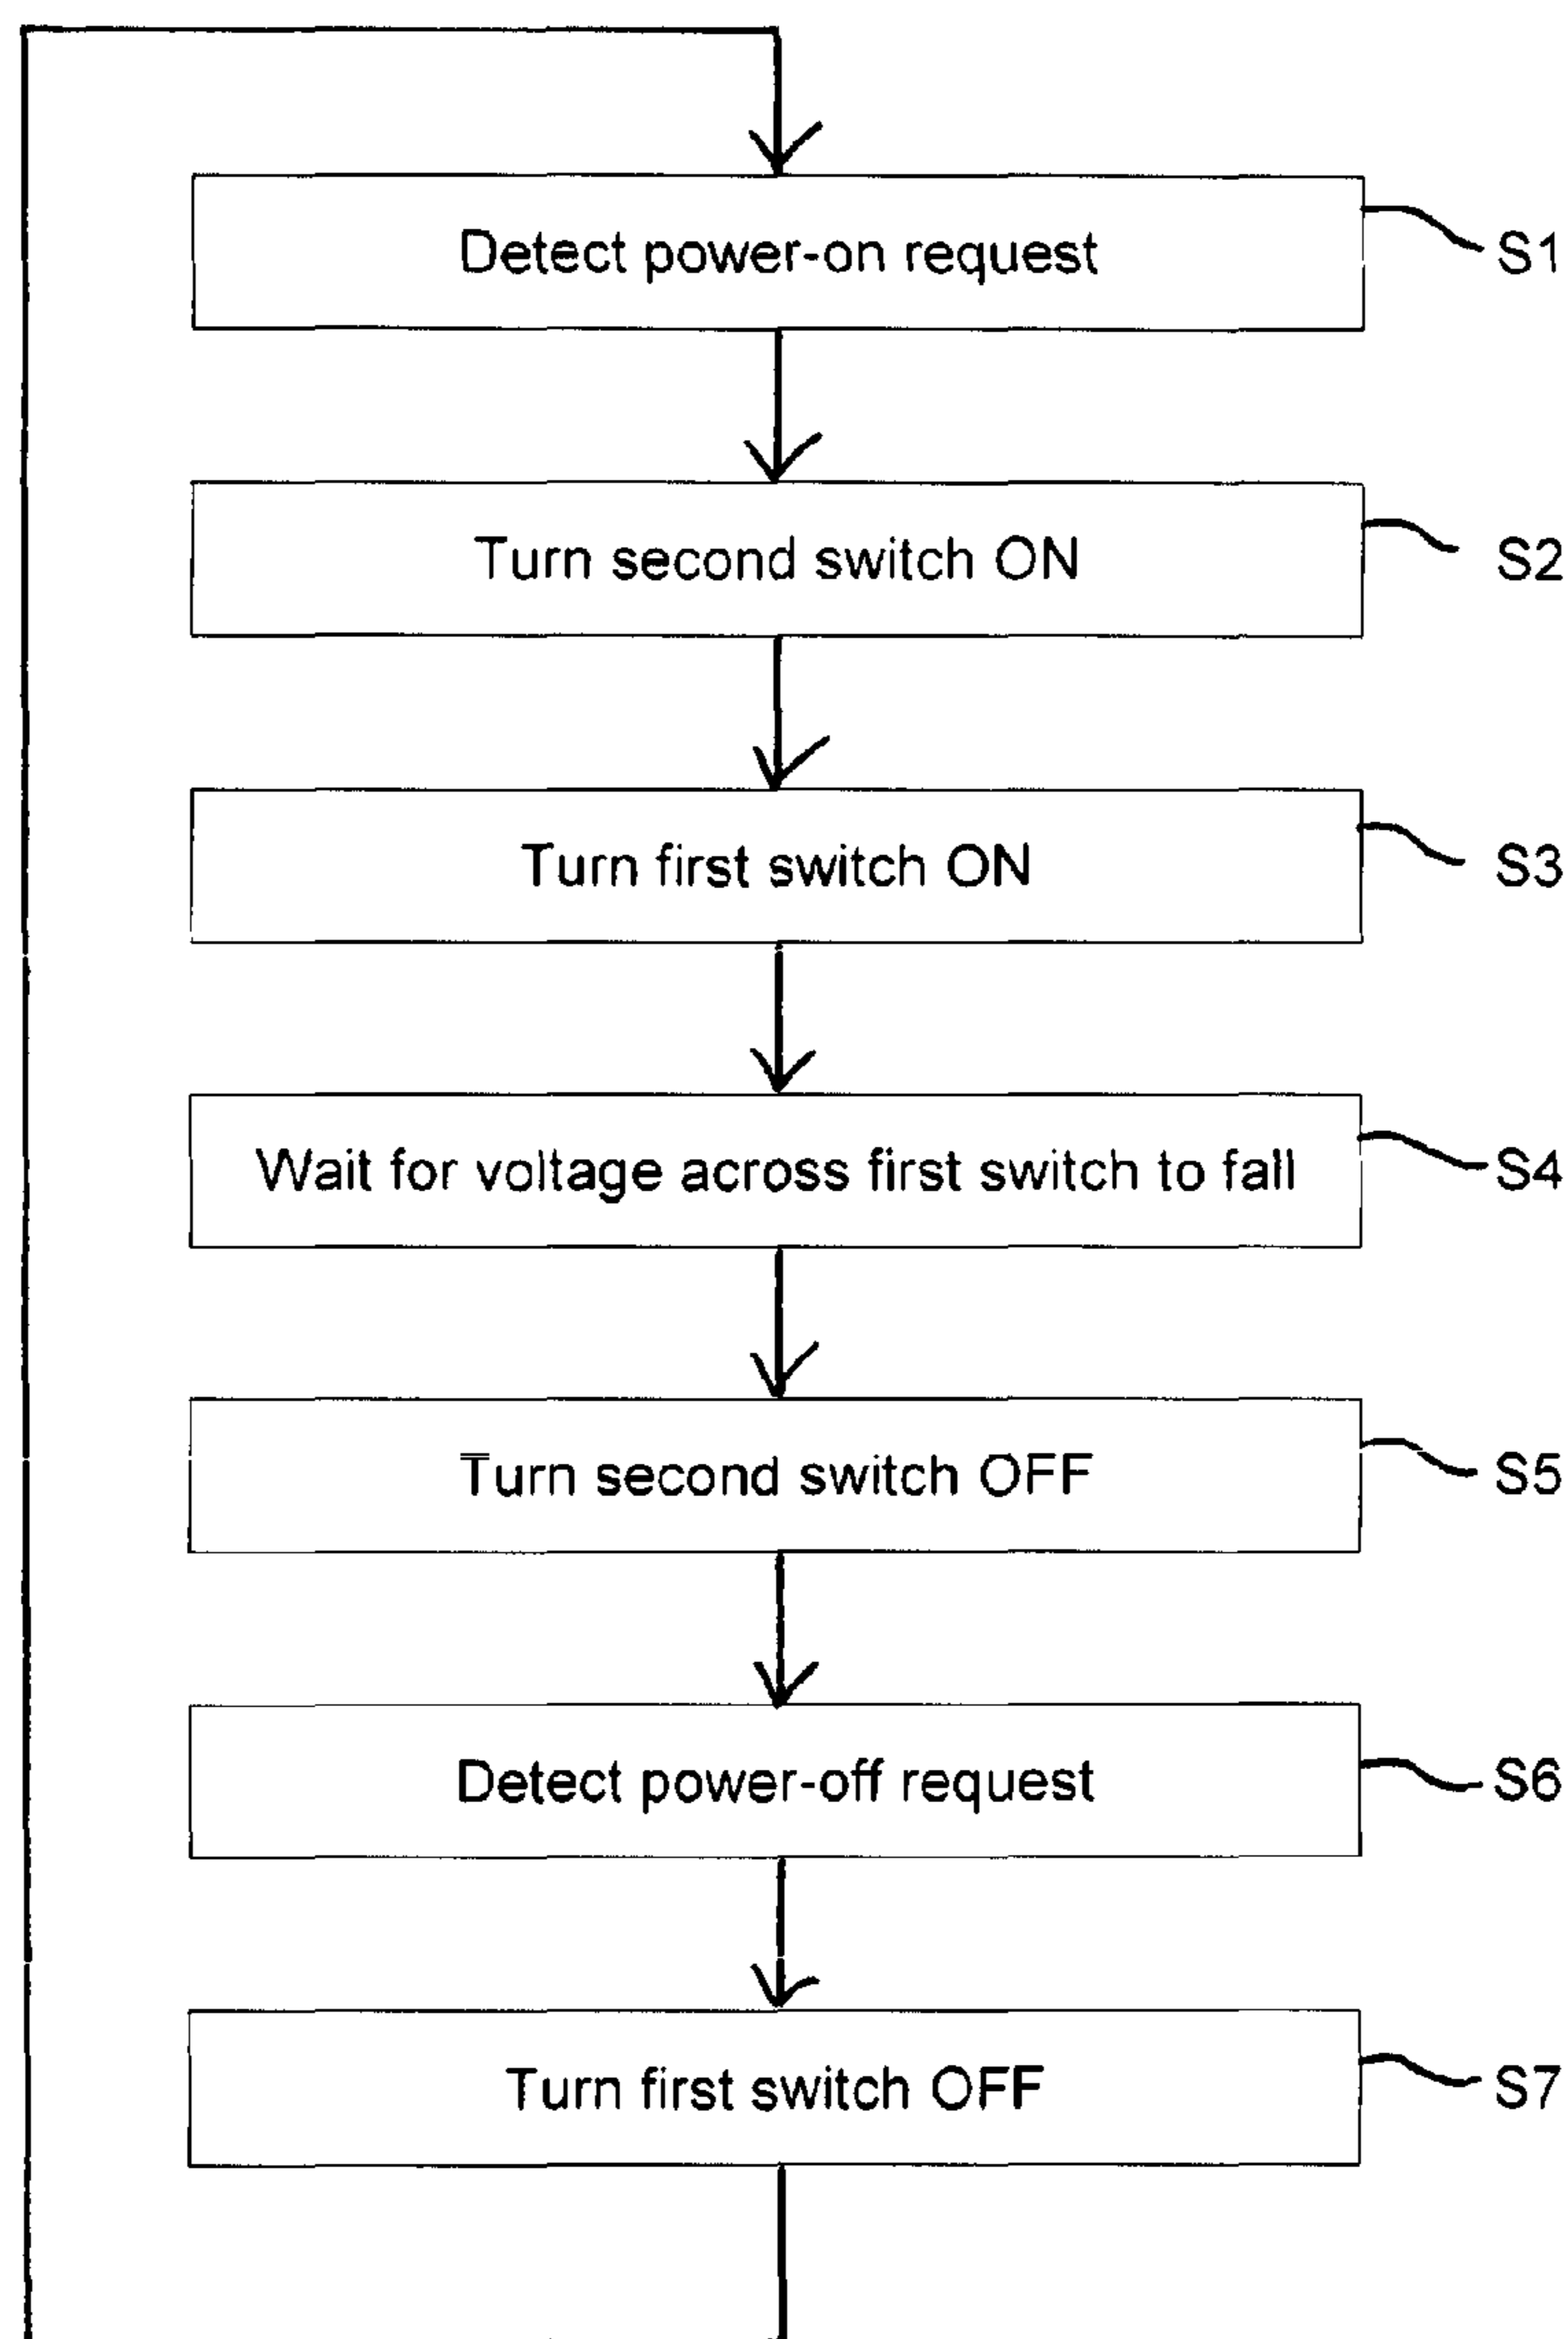 Detect power-on request
S1
Turn second switch ON
S2
Turn first switch ON
S3
Wait for voltage across first switch to fall
S4
Turn second switch OFF
S5
Detect power-off request
S6
Turn first switch OFF
S7